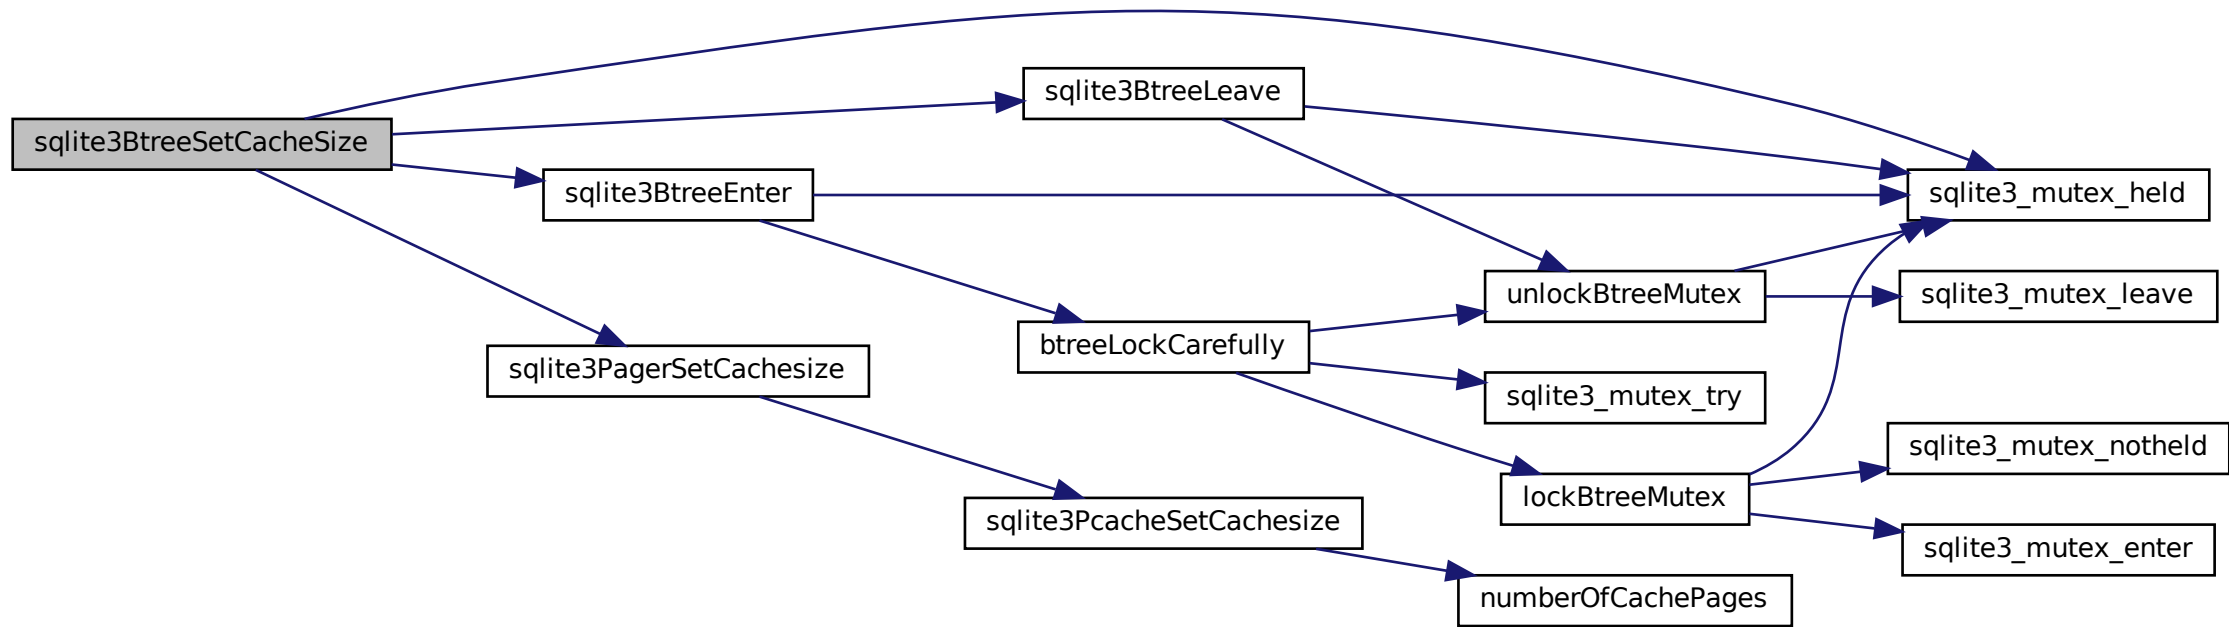 sqlite3BtreeSetCacheSize
sqlite3BtreeLeave
sqlite3BtreeEnter
sqlite3_mutex_held
unlockBtreeMutex
sqlite3_mutex_leave
btreeLockCarefully
sqlite3PagerSetCachesize
sqlite3_mutex_try
sqlite3_mutex_notheld
lockBtreeMutex
sqlite3PcacheSetCachesize
sqlite3_mutex_enter
numberOfCachePages